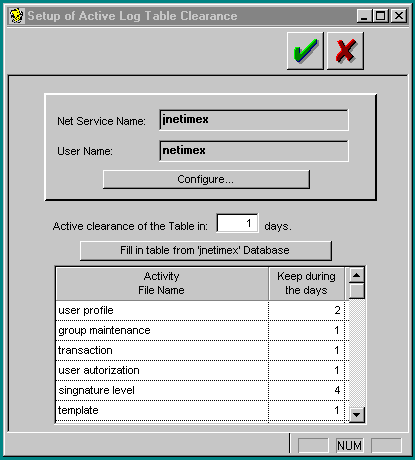 Setup of Active Log Table Clearance
Net Service Name: jnetimex
User Name: netimex
Configure...
Active clearance of the Table in: 1 days.
Fill in table from 'jnetimex' Database
Activity File Name Keep during the days
user profile 2
group maintenance 1
transaction 1
user autorization 1
singnature level 4
template 1
NUM